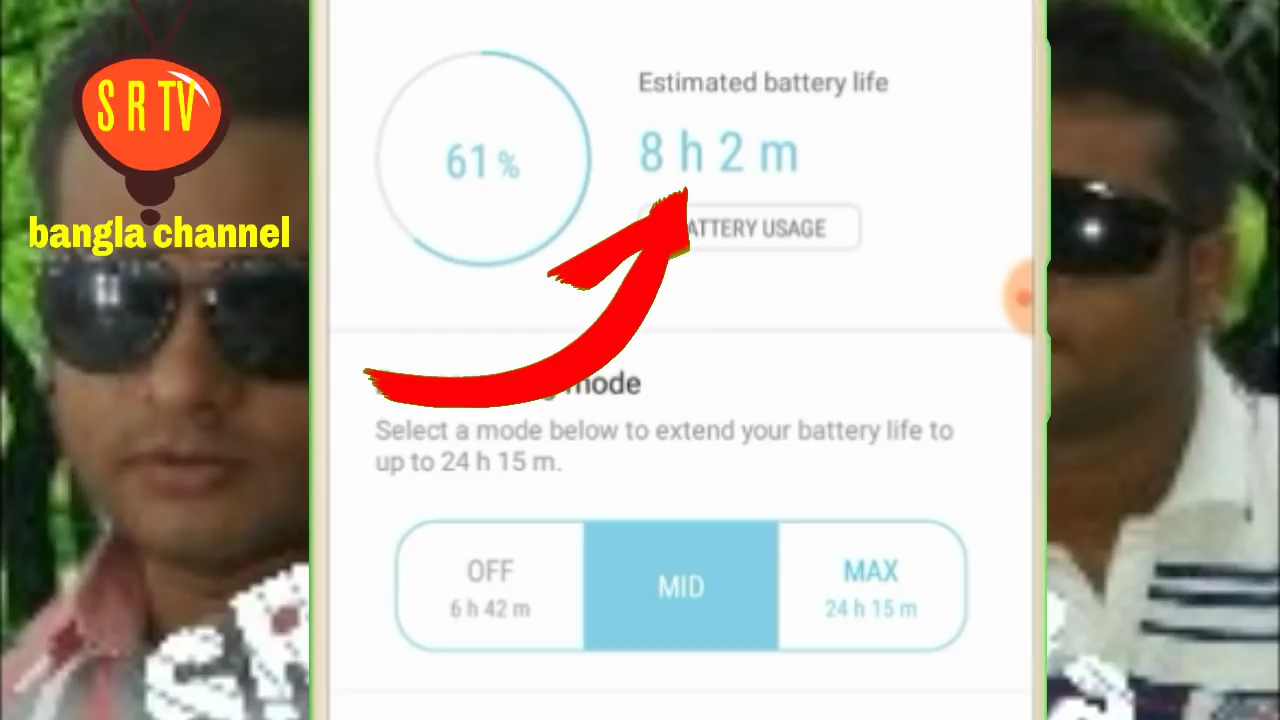 S R TV
bangla channel
61 %
Estimated battery life
8 h 2 m
ATTERY USAGE
mode
Select a mode below to extend your battery life to
up to 24 h 15 m.
OFF
6 h 42 m
MID
MAX
24 h 15 m